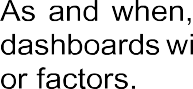 As and when,
dashboards wi
or factors.